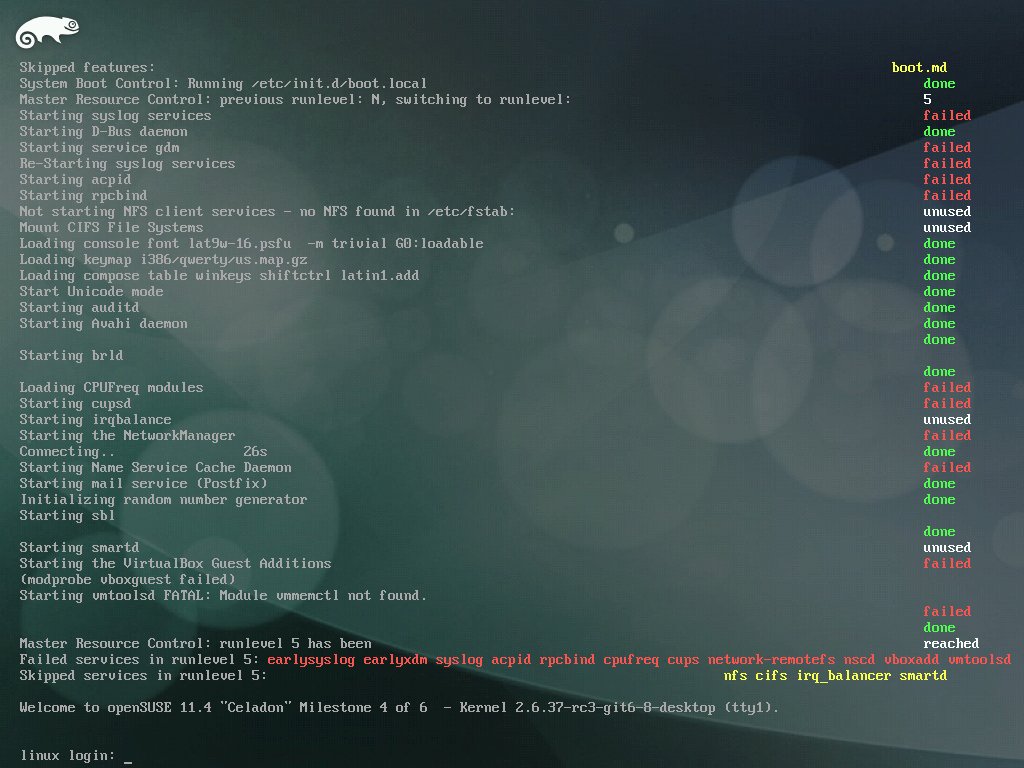 Skipped features: boot.md
System Boot Control: Running /etc/init.d/boot.local done
Master Resource Control: previous runlevel: N, switching to runlevel: 5
Starting syslog services failed
Starting D-Bus daemon done
Starting service gdm failed
Re-Starting syslog services failed
Starting acpid failed
Starting rpcbind failed
Not starting NFS client services - no NFS found in /etc/fstab: unused
Mount CIFS File Systems unused
Loading console font lat9w-16.psfu  -m trivial G0:loadable done
Loading keymap i386/qwerty/us.map.gz done
Loading compose table winkeys shiftctrl latin1.add done
Start Unicode mode done
Starting auditd done
Starting Avahi daemon done
done
Starting brld
done
Loading CPUFreq modules failed
Starting cupsd failed
Starting irqbalance unused
Starting the NetworkManager failed
Connecting.. 26s done
Starting Name Service Cache Daemon failed
Starting mail service (Postfix) done
Initializing random number generator done
Starting sbl
done
Starting smartd unused
Starting the VirtualBox Guest Additions failed
(modprobe vboxguest failed)
Starting vmtoolsd FATAL: Module vmmemctl not found.
failed
done
Master Resource Control: runlevel 5 has been reached
Failed services in runlevel 5: earlysyslog earlyxdm syslog acpid rpcbind cpufreq cups network-remotefs nscd vboxadd vmtoolsd
Skipped services in runlevel 5: nfs cifs irq_balancer smartd
Welcome to openSUSE 11.4 "Celadon" Milestone 4 of 6  - Kernel 2.6.37-rc3-git6-8-desktop (tty1).
linux login: _